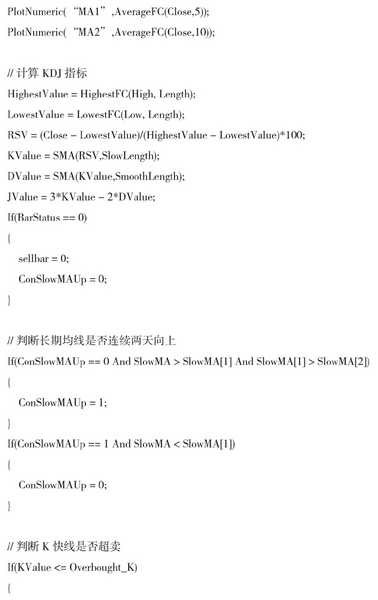 PlotNumeric( “MA1”,AverageFC(Close,5));
PlotNumeric( “MA2”,AverageFC(Close,10));
// 计算 KDJ 指标
HighestValue = HighestFC(High, Length);
LowestValue = LowestFC(Low, Length);
RSV = (Close – LowestValue)/(HighestValue – LowestValue)*100;
KValue = SMA(RSV,SlowLength);
DValue = SMA(KValue,SmoothLength);
JValue = 3*KValue – 2*DValue;
If(BarStatus == 0)
{
sellbar = 0;
ConSlowMAUp = 0;
}
// 判断长期均线是否连续两天向上
If(ConSlowMAUp == 0 And SlowMA > SlowMA[1] And SlowMA[1] > SlowMA[2])
{
ConSlowMAUp = 1;
}
If(ConSlowMAUp == 1 And SlowMA < SlowMA[1])
{
ConSlowMAUp = 0;
}
// 判断 K 快线是否超卖
If(KValue <= Overbought_K)
{